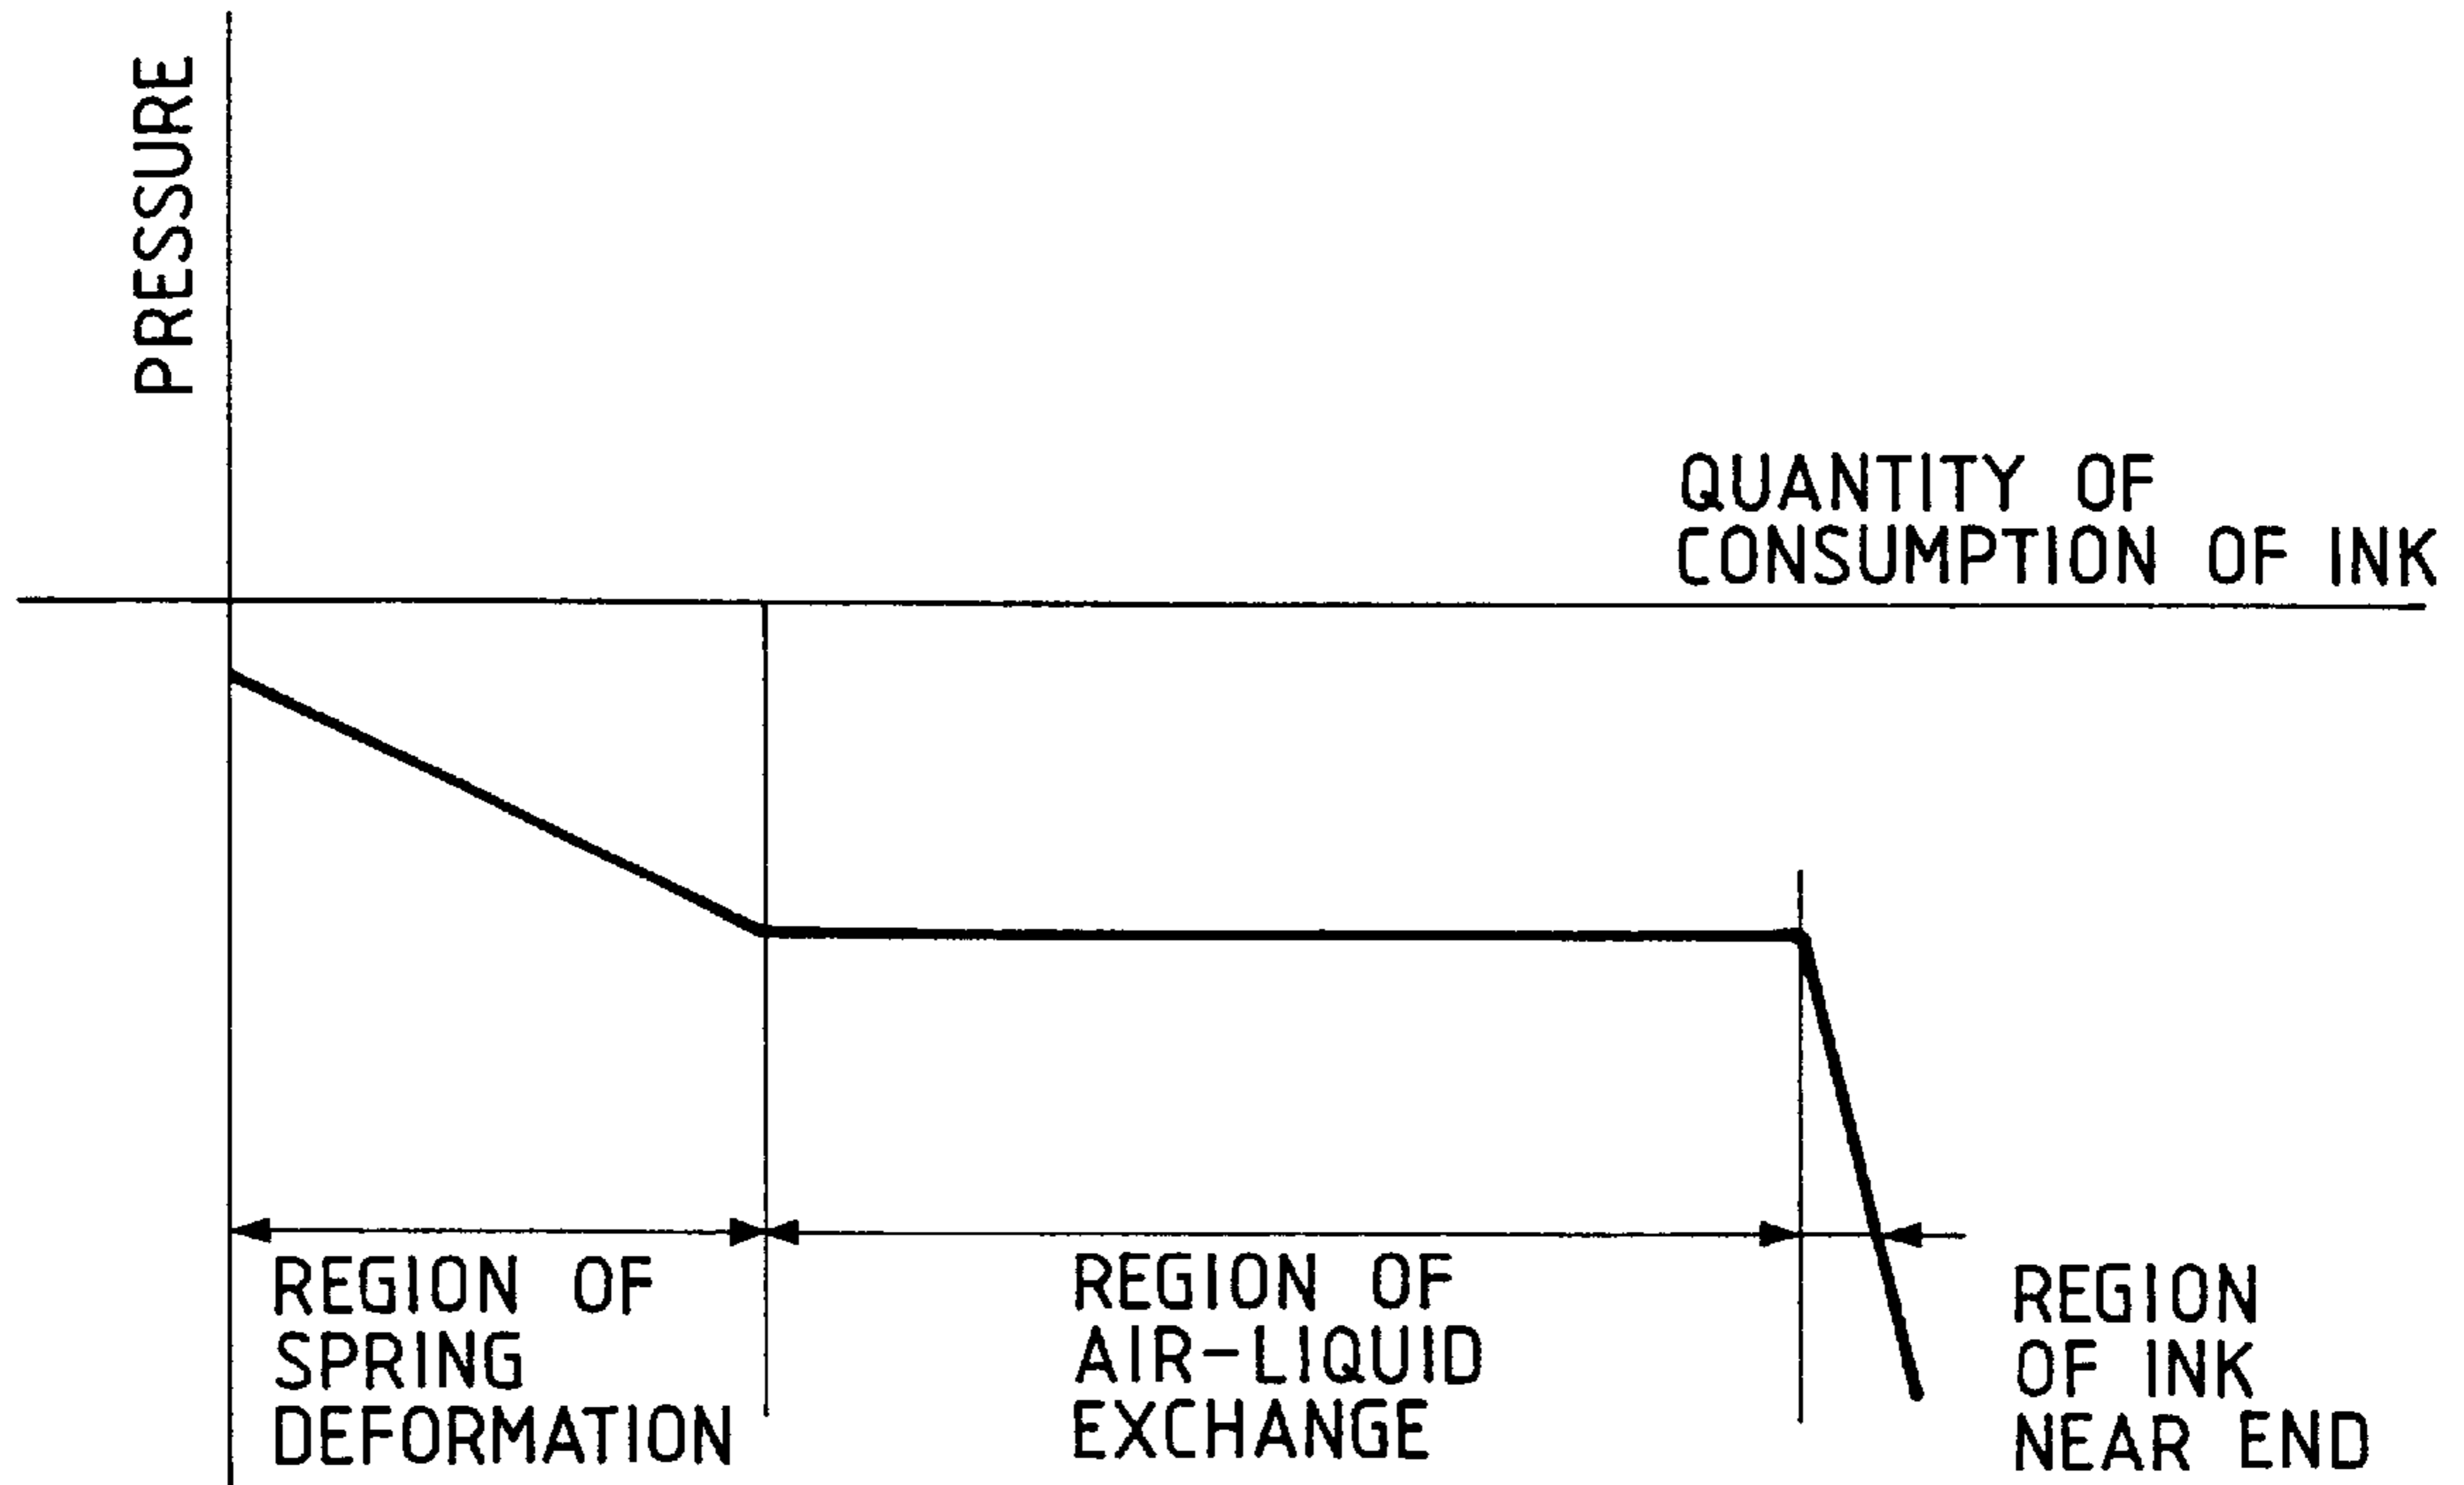 PRESSURE
QUANTITY OF
CONSUMPTION OF INK
REGION OF
SPRING
DEFORMATION
REGION OF
AIR-LIQUID
EXCHANGE
REGION
OF INK
NEAR END